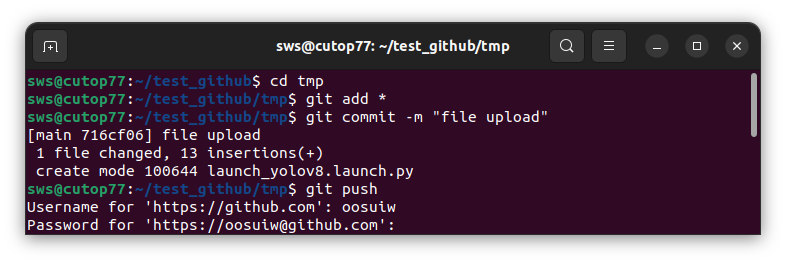 sws@cutop77: ~/test_github/tmp
sws@cutop77:~/test_github$ cd tmp
sws@cutop77:~/test_github/tmp$ git add *
sws@cutop77:~/test_github/tmp$ git commit -m "file upload"
[main 716cf06] file upload
 1 file changed, 13 insertions(+)
 create mode 100644 launch_yolov8.launch.py
sws@cutop77:~/test_github/tmp$ git push
Username for 'https://github.com': oosuiw
Password for 'https://oosuiw@github.com':